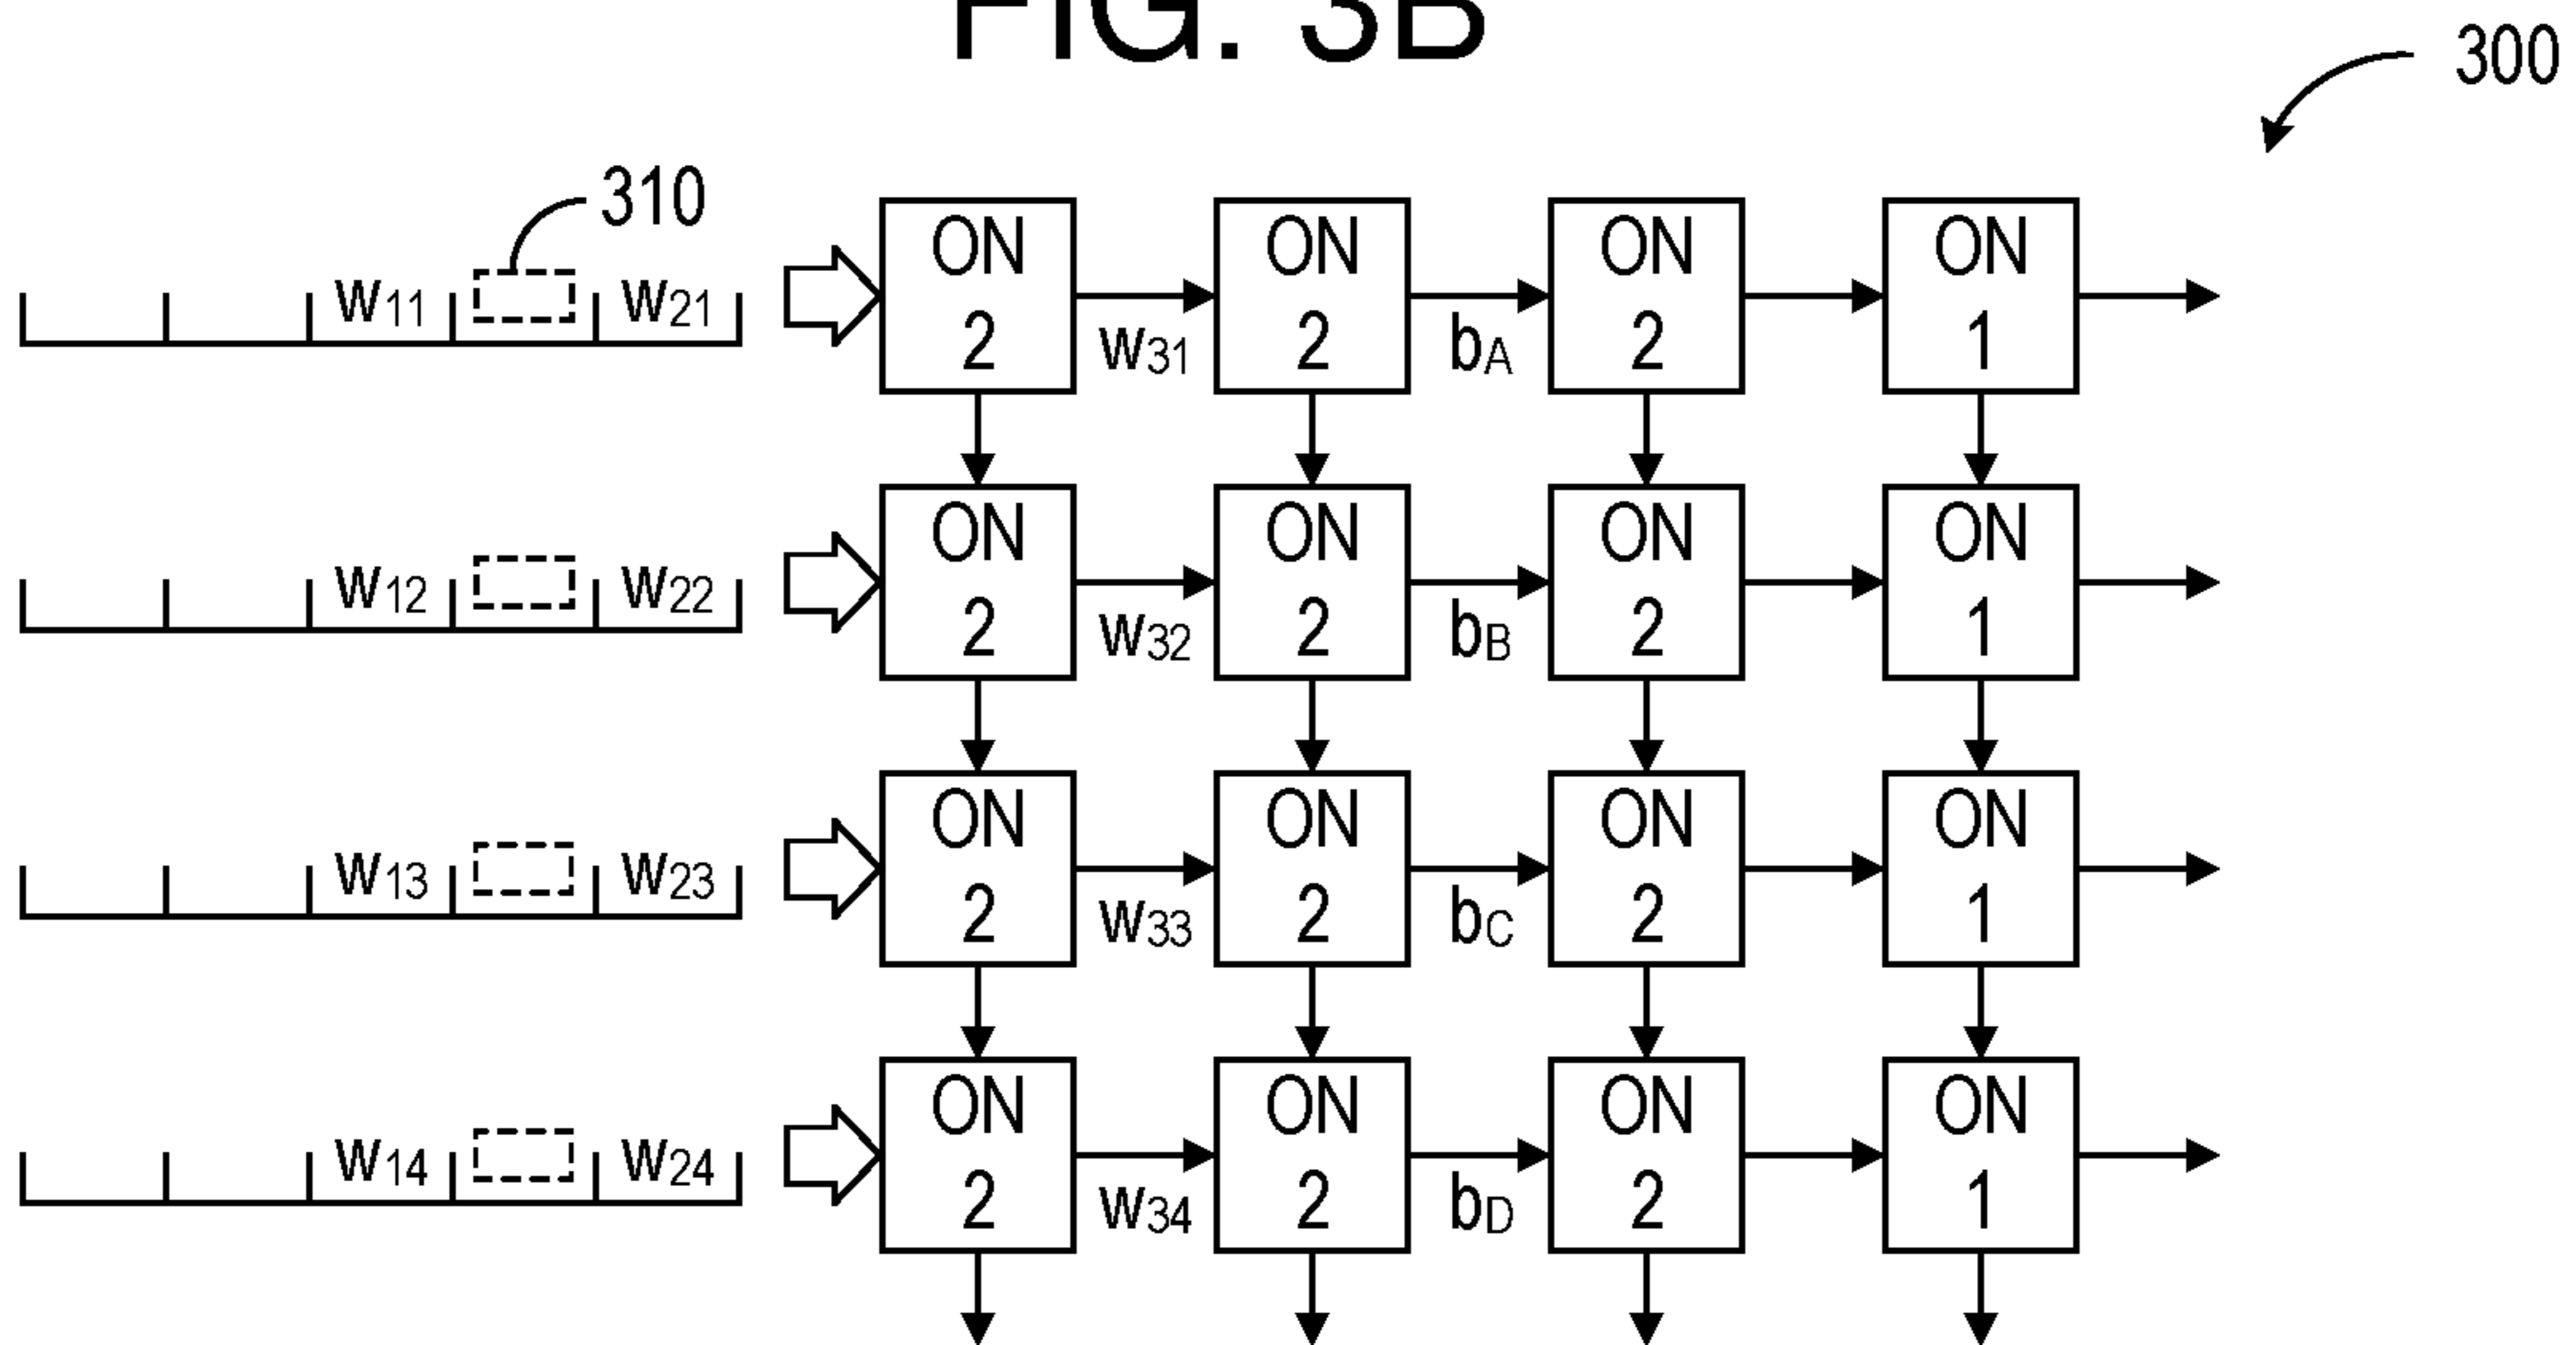 FIG. 3B
300
310
ON ON ON ON
w11 w21
2 w31 2 bA 2 1
ON ON ON ON
w12 w22
2 w32 2 bB 2 1
ON ON ON ON
w13 w23
2 w33 2 bC 2 1
ON ON ON ON
w14 w24
2 w34 2 bD 2 1